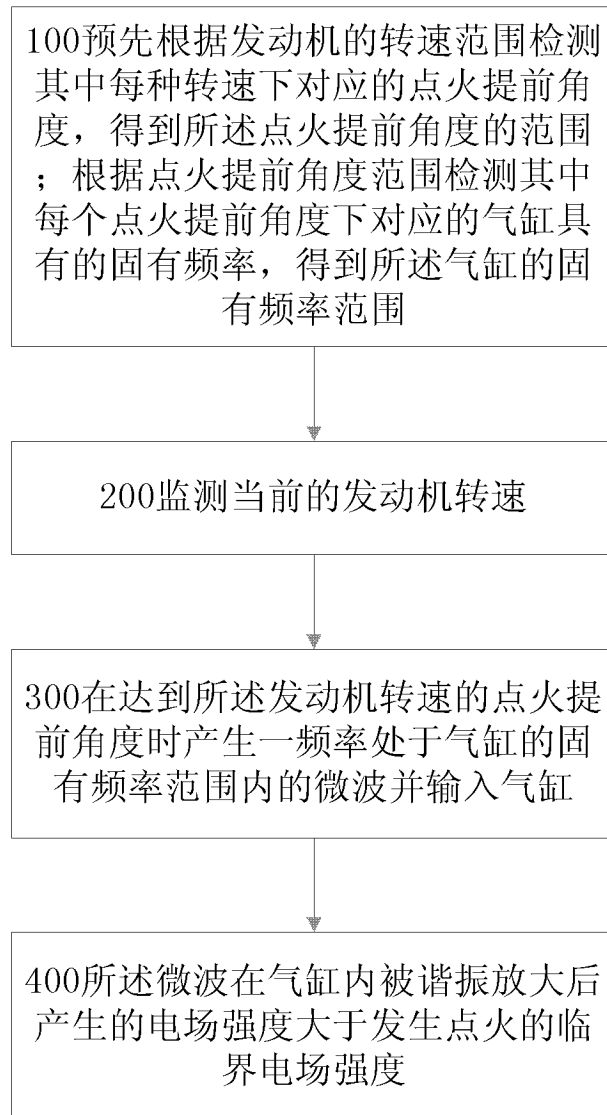 100预先根据发动机的转速范围检测
其中每种转速下对应的点火提前角
度，得到所述点火提前角度的范围
；根据点火提前角度范围检测其中
每个点火提前角度下对应的气缸具
有的固有频率，得到所述气缸的固
有频率范围
200监测当前的发动机转速
300在达到所述发动机转速的点火提
前角度时产生一频率处于气缸的固
有频率范围内的微波并输入气缸
400所述微波在气缸内被谐振放大后
产生的电场强度大于发生点火的临
界电场强度